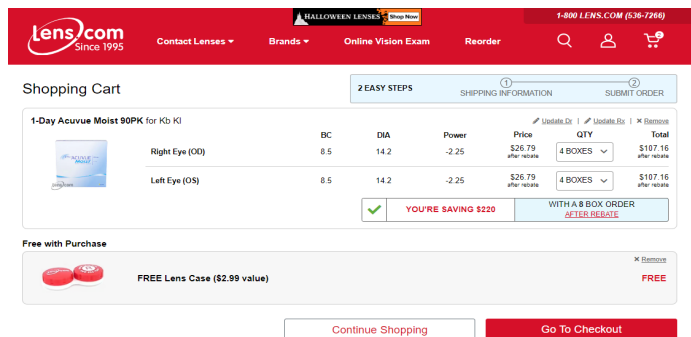 HALLOWEEN LENSES Shop Now
1-800 LENS.COM (536-7266)
Lens.com
Since 1995
Contact Lenses Brands Online Vision Exam Reorder
2
Shopping Cart
2 EASY STEPS 1 SHIPPING INFORMATION 2 SUBMIT ORDER
1-Day Acuvue Moist 90PK for Kb Kl
Update Dr | Update Rx | × Remove
BC DIA Power Price QTY Total
ACUVUE
MOIST
Right Eye (OD) 8.5 14.2 -2.25 $26.79 4 BOXES $107.16
after rebate after rebate
Left Eye (OS) 8.5 14.2 -2.25 $26.79 4 BOXES $107.16
after rebate after rebate
YOU'RE SAVING $220 WITH A 8 BOX ORDER
AFTER REBATE
Free with Purchase
× Remove
FREE Lens Case ($2.99 value) FREE
Continue Shopping Go To Checkout